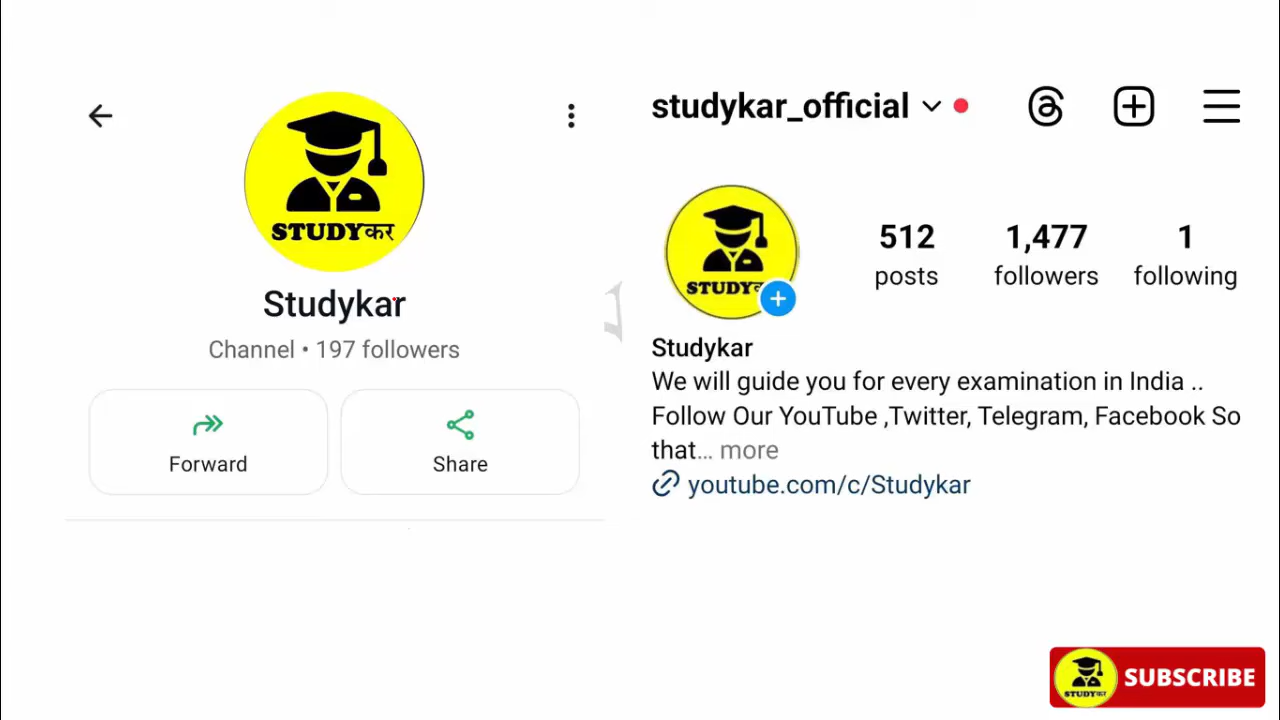 STUDYकर
Studykar
Channel • 197 followers
Forward
Share
studykar_official
512
posts
1,477
followers
1
following
Studykar
We will guide you for every examination in India ..
Follow Our YouTube ,Twitter, Telegram, Facebook So
that… more
youtube.com/c/Studykar
STUDYकर
SUBSCRIBE